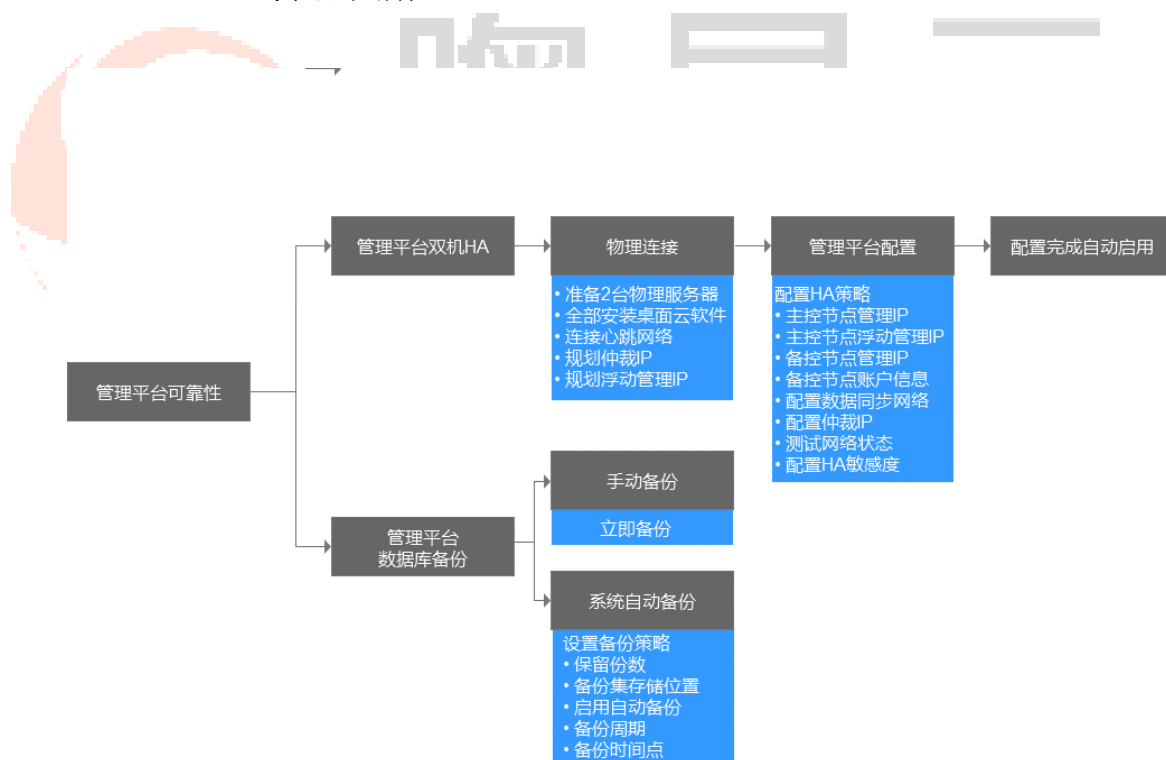 管理平台双机HA
物理连接
管理平台配置
配置完成自动启用
• 准备2台物理服务器
• 全部安装桌面云软件
• 连接心跳网络
• 规划仲裁IP
• 规划浮动管理IP
配置HA策略
• 主控节点管理IP
• 主控节点浮动管理IP
• 备控节点管理IP
• 备控节点账户信息
• 配置数据同步网络
• 配置仲裁IP
• 测试网络状态
• 配置HA敏感度
管理平台可靠性
手动备份
立即备份
管理平台
数据库备份
系统自动备份
设置备份策略
• 保留份数
• 备份集存储位置
• 启用自动备份
• 备份周期
• 备份时间点